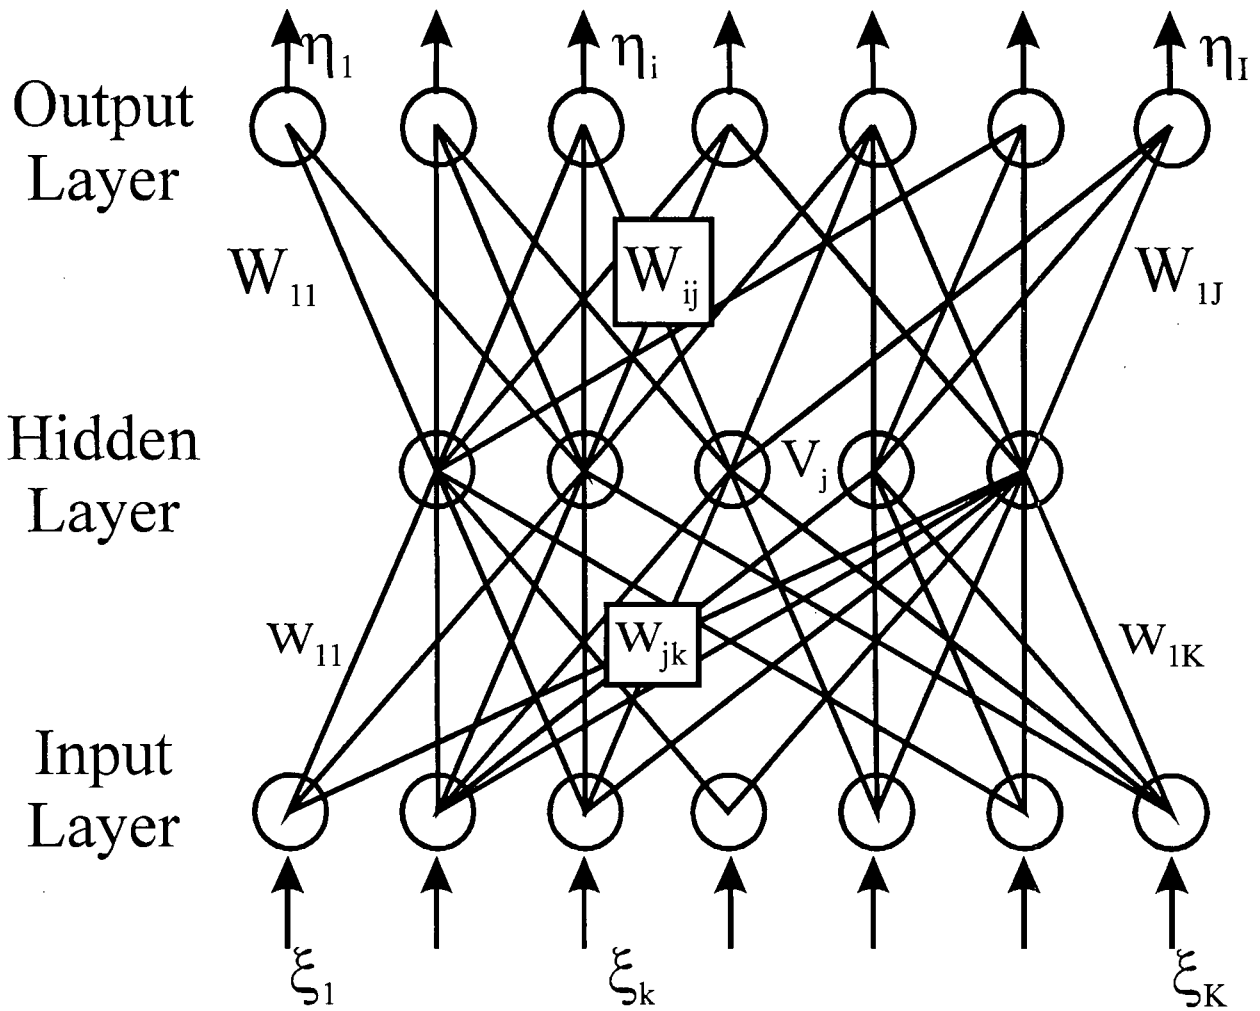 η1 ηi ηI
Output
Layer
W11 Wij W1J
Hidden
Layer
Vj
w11 wjk w1K
Input
Layer
ξ1 ξk ξK